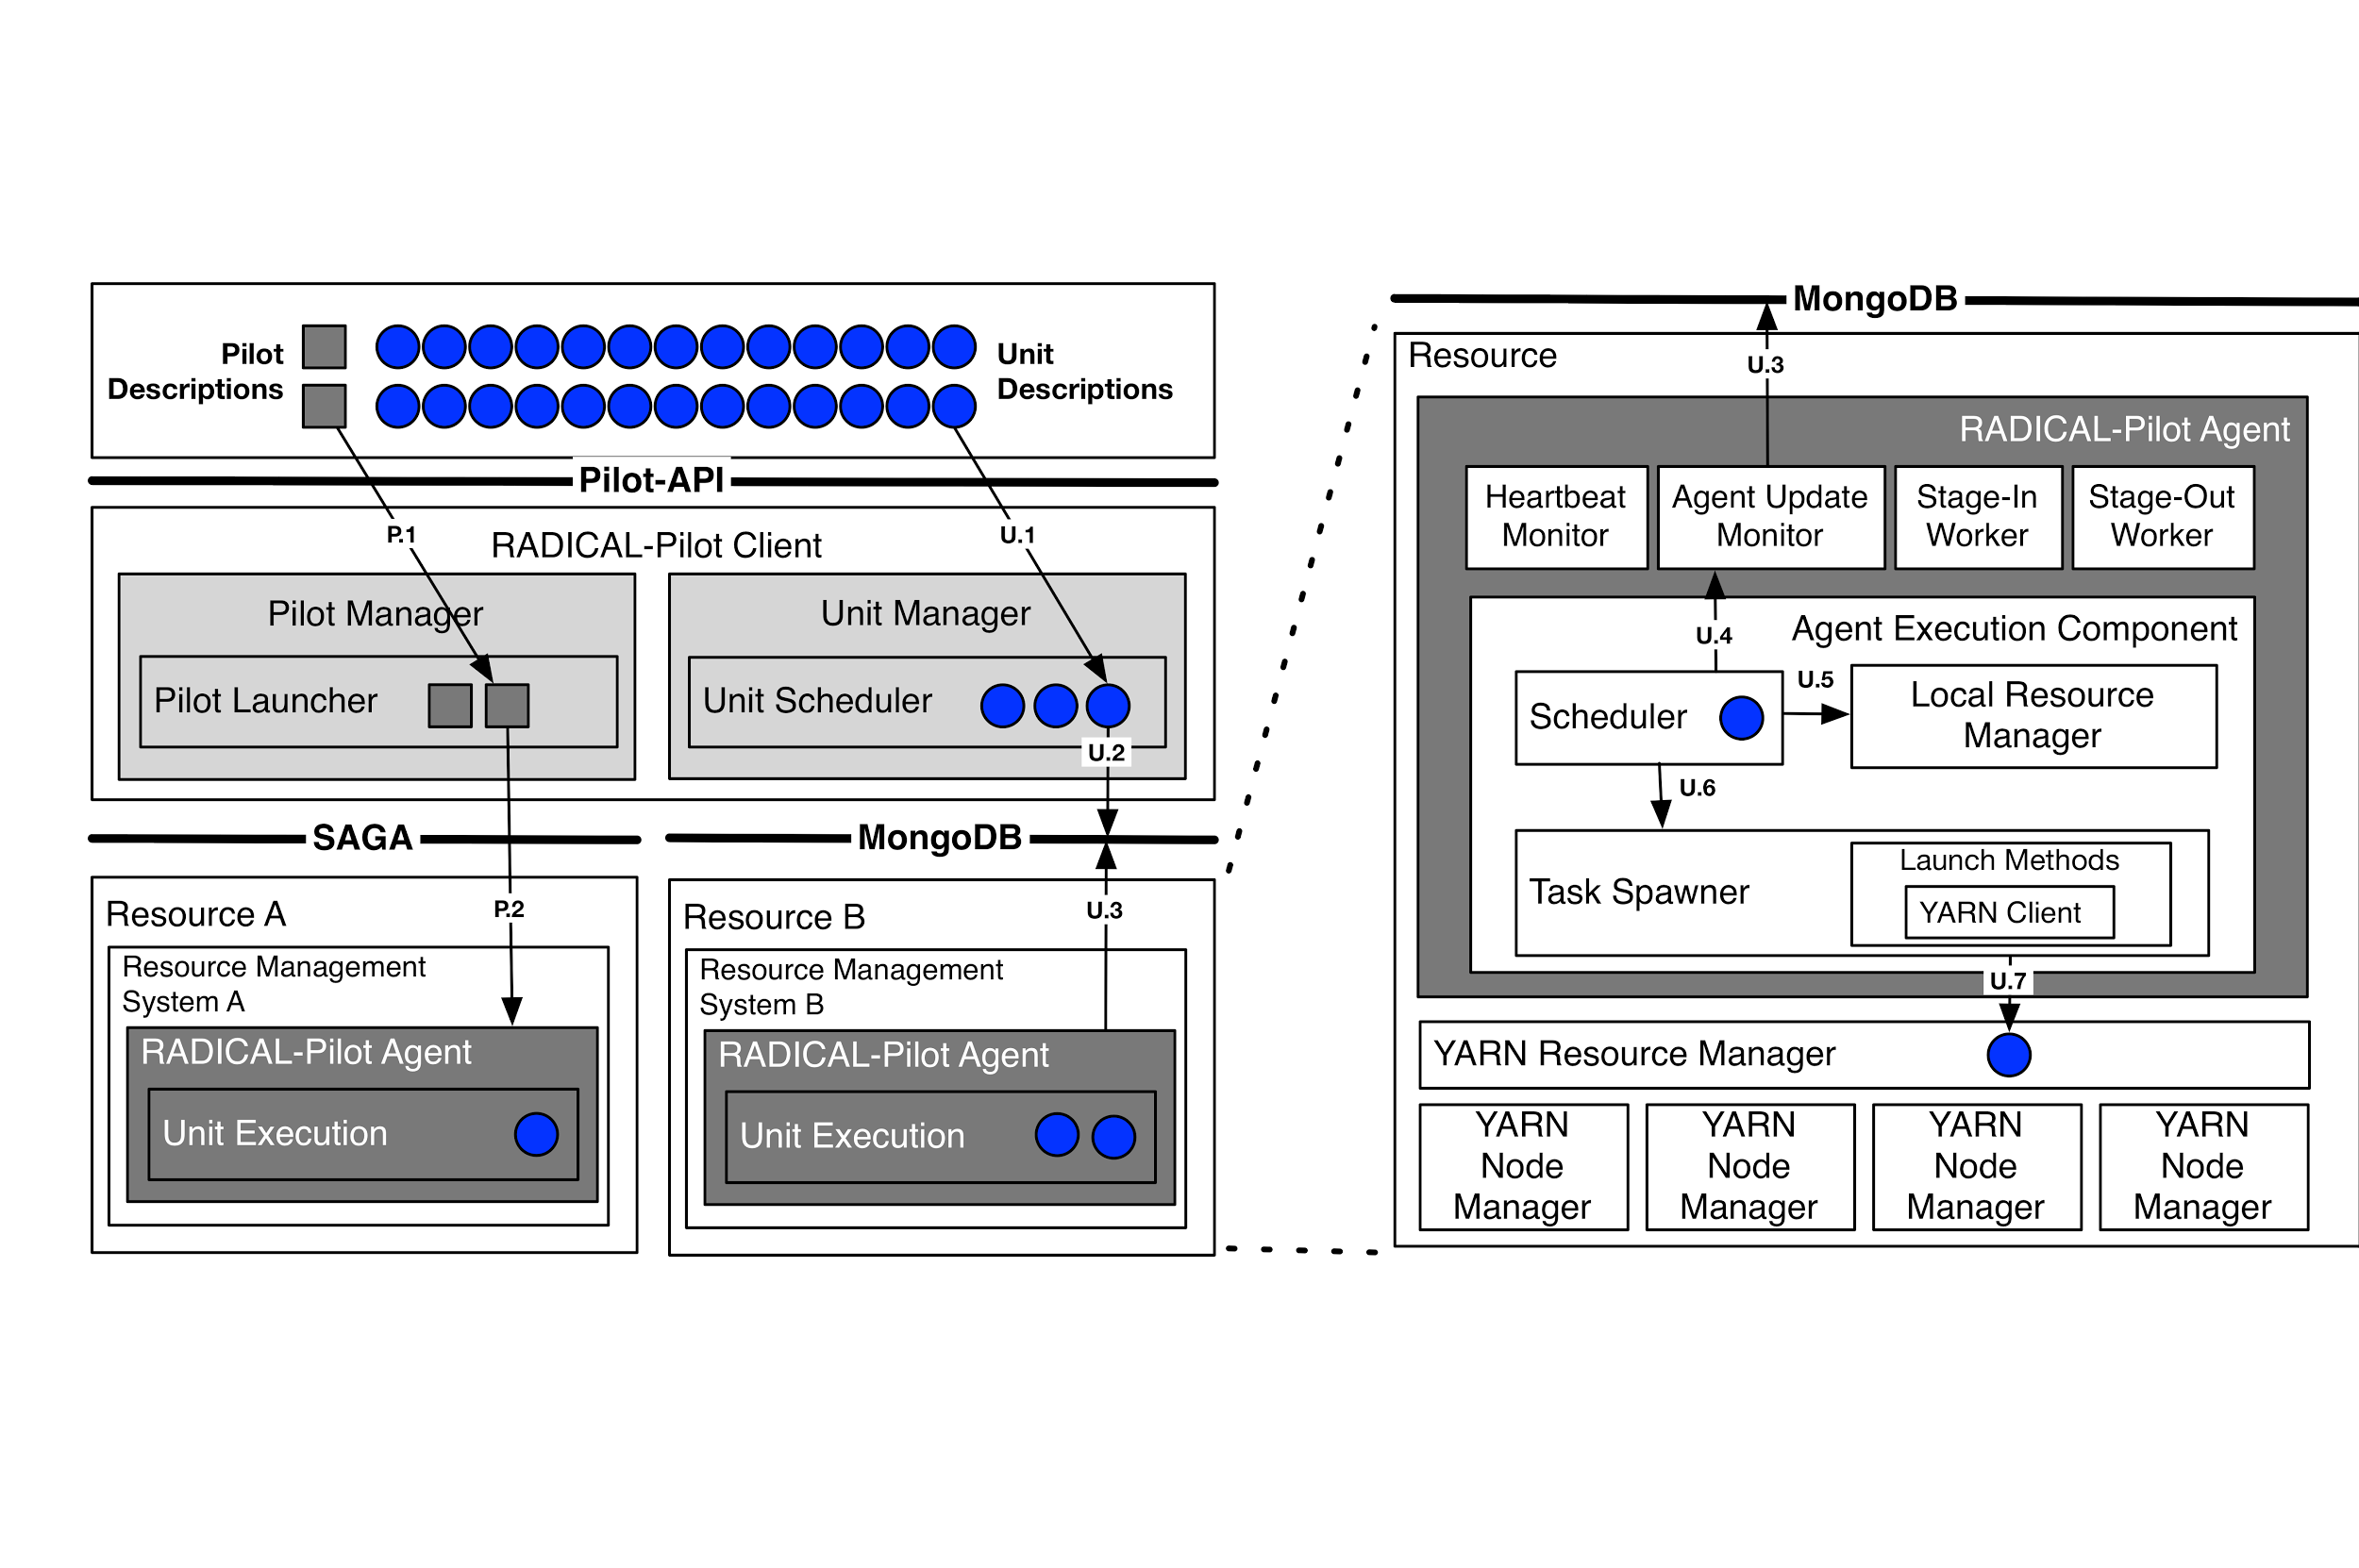 Pilot
Descriptions
Unit
Descriptions
Pilot-API
P.1
U.1
RADICAL-Pilot Client
Pilot Manager
Pilot Launcher
Unit Manager
Unit Scheduler
U.2
SAGA
MongoDB
P.2
U.3
Resource A
Resource Management
System A
RADICAL-Pilot Agent
Unit Execution
Resource B
Resource Management
System B
RADICAL-Pilot Agent
Unit Execution
MongoDB
U.3
Resource
RADICAL-Pilot Agent
Heartbeat
Monitor
Agent Update
Monitor
Stage-In
Worker
Stage-Out
Worker
U.4
Agent Execution Component
Scheduler
U.5
Local Resource
Manager
U.6
Task Spawner
Launch Methods
YARN Client
U.7
YARN Resource Manager
YARN
Node
Manager
YARN
Node
Manager
YARN
Node
Manager
YARN
Node
Manager